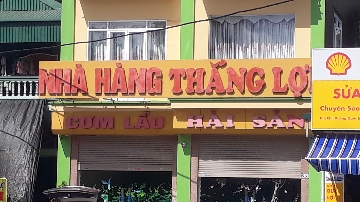 NHÀ HÀNG THẮNG LỢI
CƠM LẨU HẢI SẢN
SỬA
Chuyên Sửa